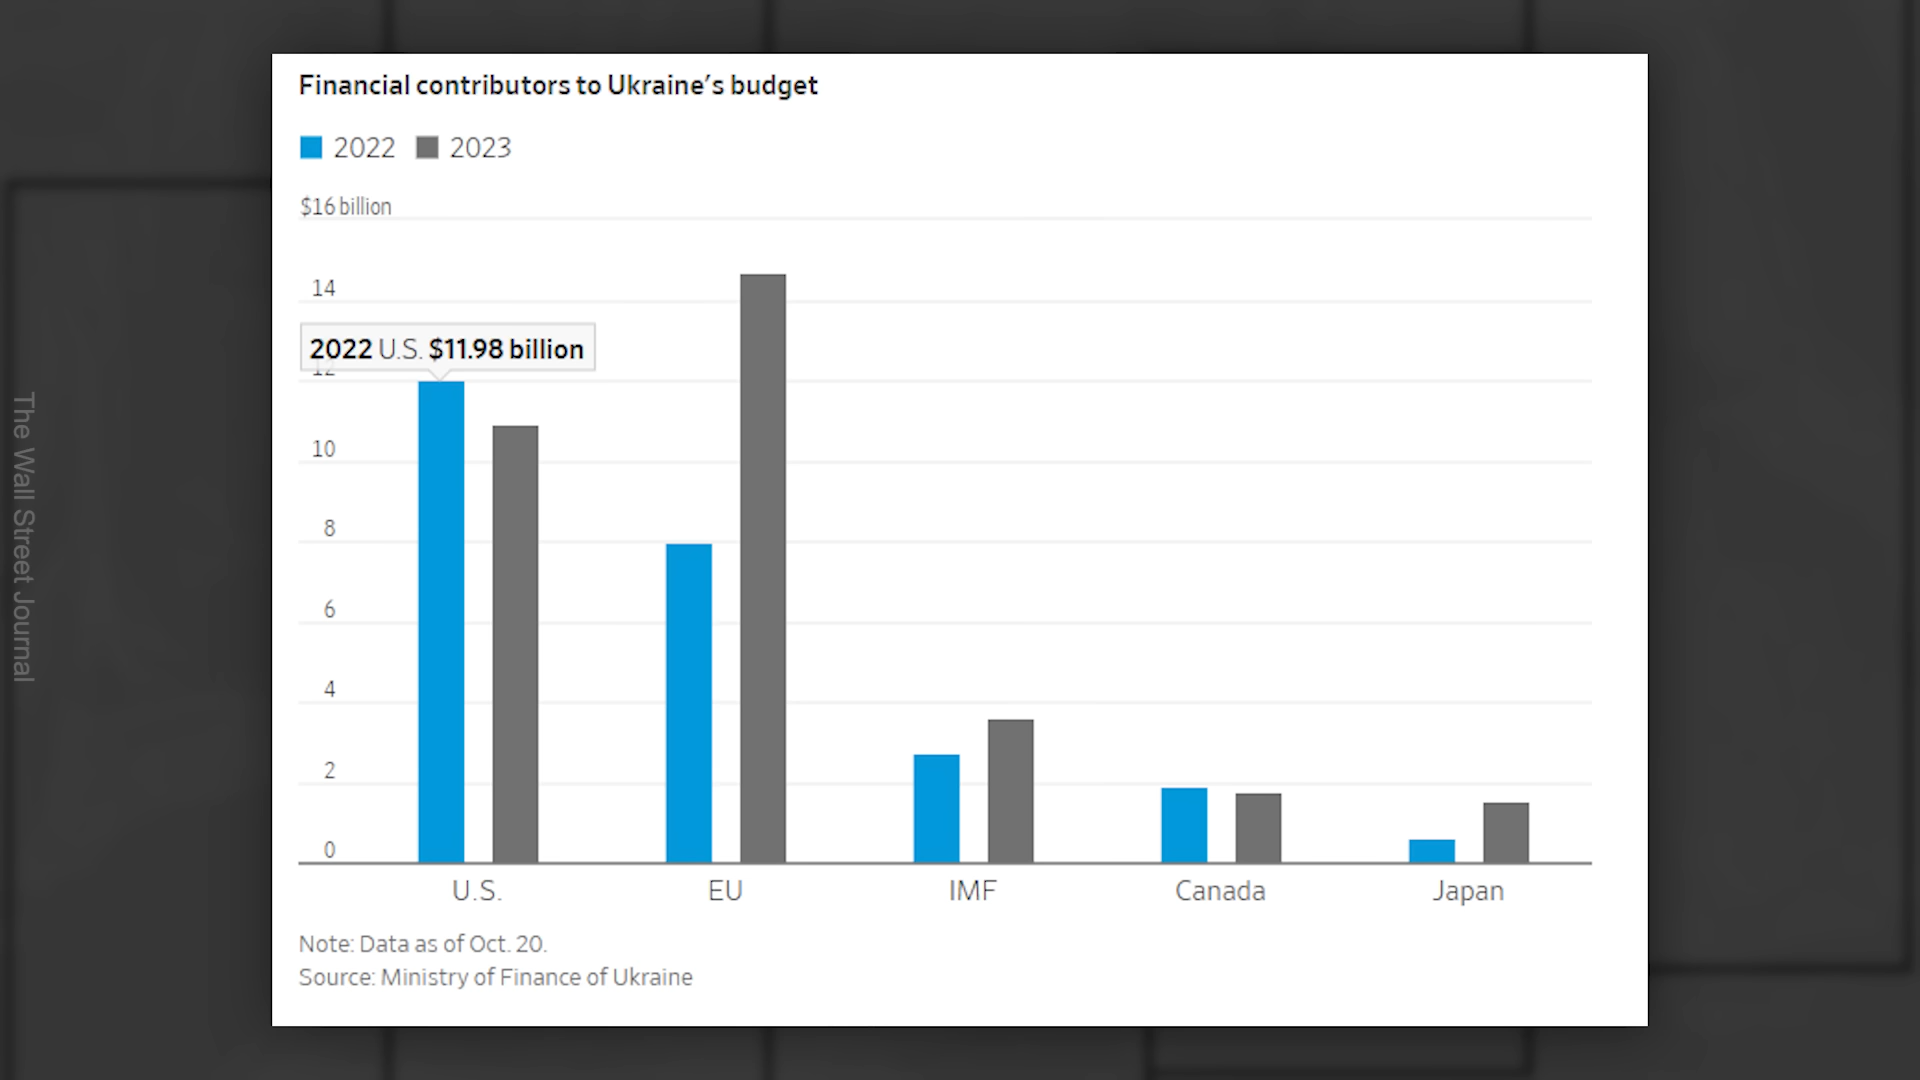 Financial contributors to Ukraine's budget
2022 2023
$16 billion
14
2022 U.S. $11.98 billion
12
10
8
6
4
2
0
U.S. EU IMF Canada Japan
Note: Data as of Oct. 20.
Source: Ministry of Finance of Ukraine
The Wall Street Journal